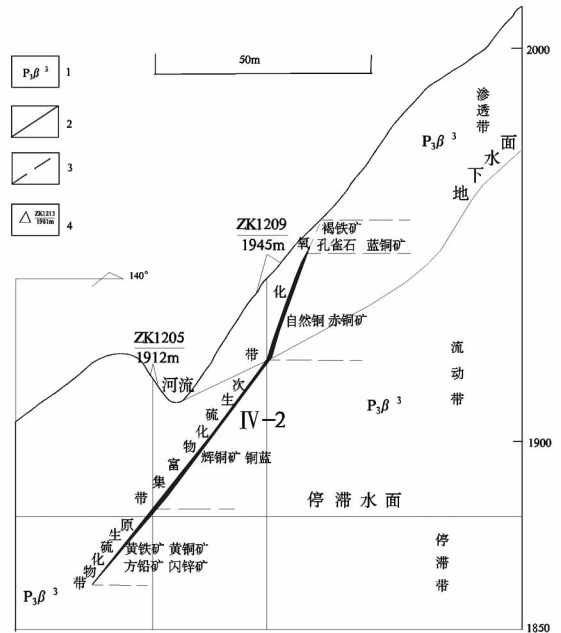 P₃β³ 1
2
3
△ ZK1213
1981m
4
50m
2000
渗透带
P₃β³
地下水面
ZK1209
1945m
褐铁矿
孔雀石 蓝铜矿
氧化带
140°
自然铜 赤铜矿
ZK1205
1912m
河流
流动带
P₃β³
次生硫化物富集带
IV-2
1900
辉铜矿 铜蓝
停滞水面
原生硫化物带
黄铁矿 黄铜矿
方铅矿 闪锌矿
停滞带
P₃β³
1850